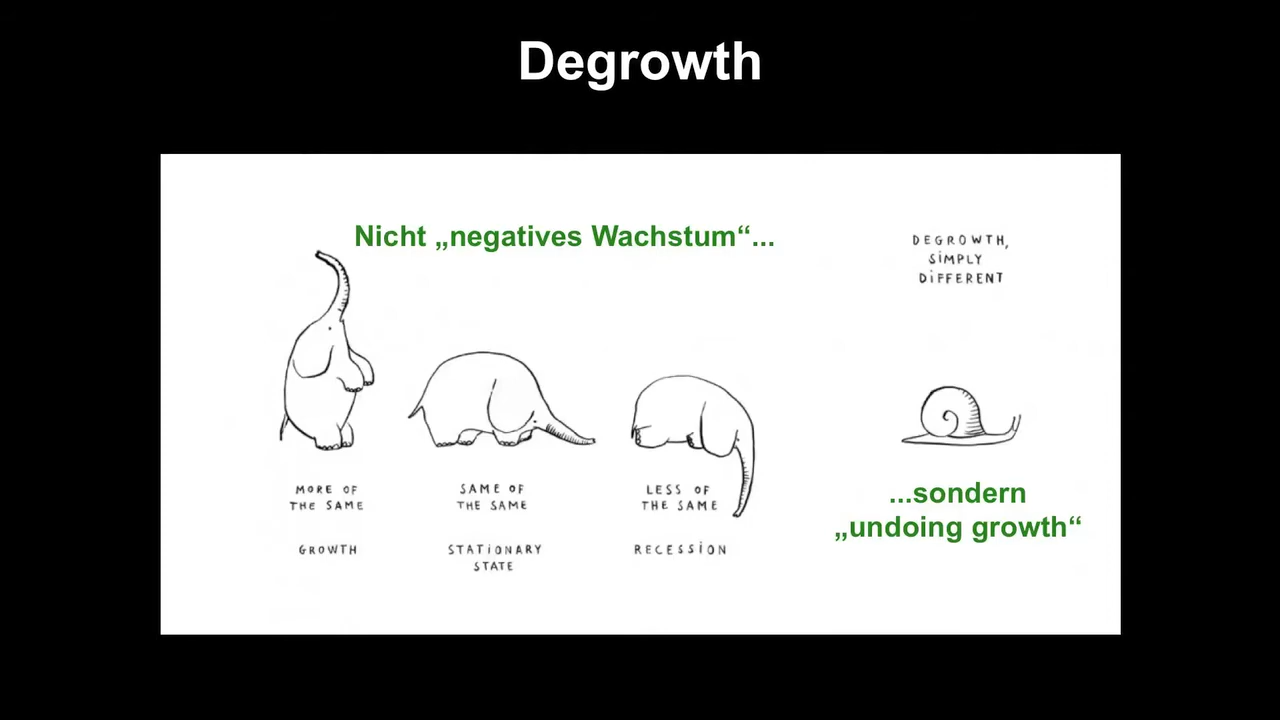 Degrowth
Nicht „negatives Wachstum“...
DEGROWTH,
SIMPLY
DIFFERENT
MORE OF
THE SAME
GROWTH
SAME OF
THE SAME
STATIONARY
STATE
LESS OF
THE SAME
RECESSION
...sondern
„undoing growth“